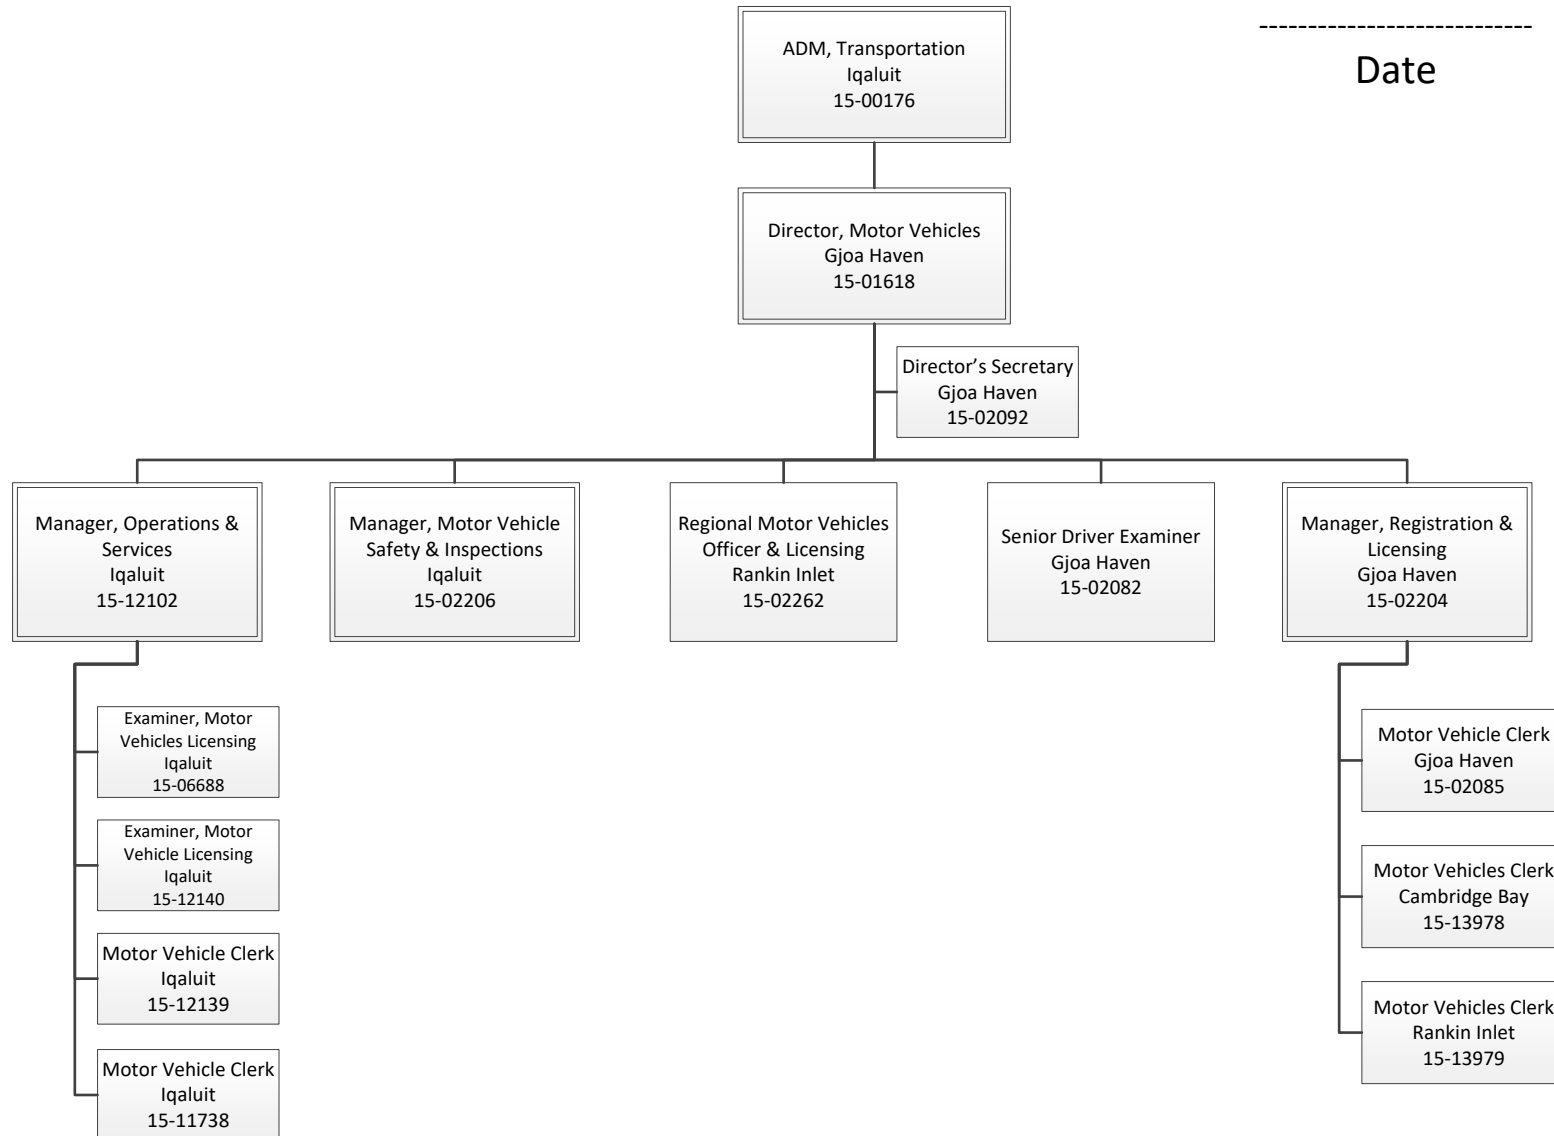 ----------------------------
Date
ADM, Transportation
Iqaluit
15-00176
Director, Motor Vehicles
Gjoa Haven
15-01618
Director’s Secretary
Gjoa Haven
15-02092
Manager, Operations &
Services
Iqaluit
15-12102
Manager, Motor Vehicle
Safety & Inspections
Iqaluit
15-02206
Regional Motor Vehicles
Officer & Licensing
Rankin Inlet
15-02262
Senior Driver Examiner
Gjoa Haven
15-02082
Manager, Registration &
Licensing
Gjoa Haven
15-02204
Examiner, Motor
Vehicles Licensing
Iqaluit
15-06688
Examiner, Motor
Vehicle Licensing
Iqaluit
15-12140
Motor Vehicle Clerk
Iqaluit
15-12139
Motor Vehicle Clerk
Iqaluit
15-11738
Motor Vehicle Clerk
Gjoa Haven
15-02085
Motor Vehicles Clerk
Cambridge Bay
15-13978
Motor Vehicles Clerk
Rankin Inlet
15-13979